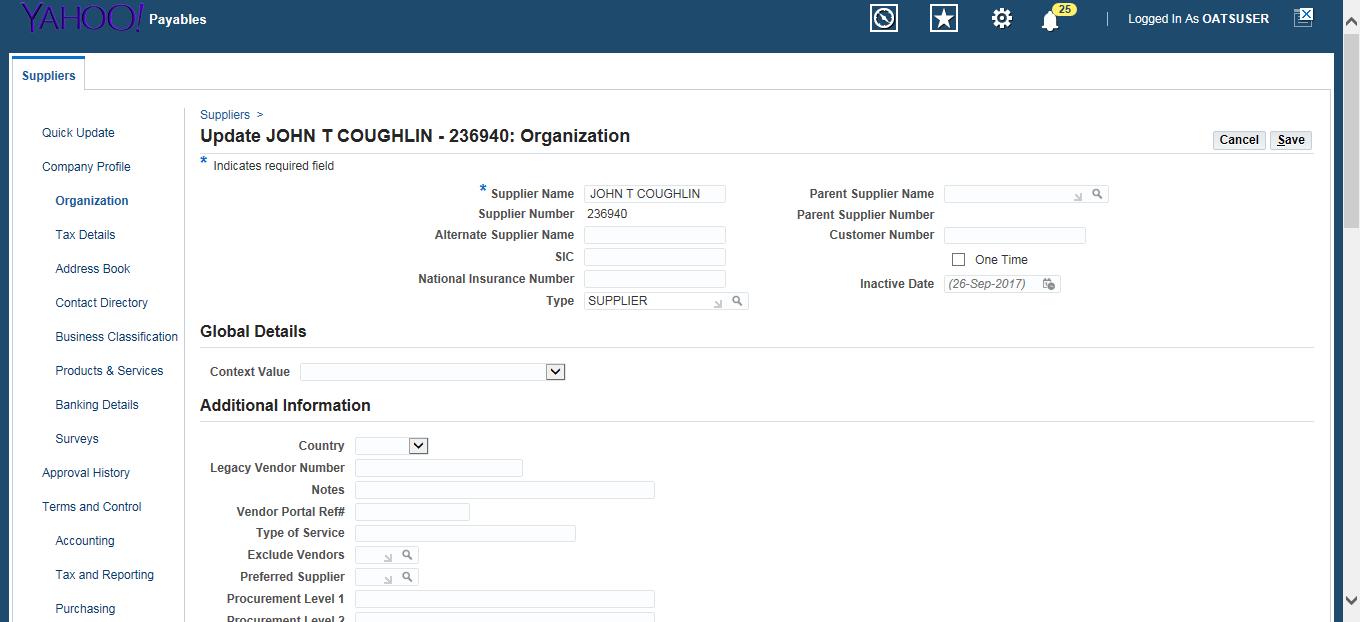 YAHOO! Payables
25
Logged In As OATSUSER
Suppliers
Quick Update
Company Profile
Organization
Tax Details
Address Book
Contact Directory
Business Classification
Products & Services
Banking Details
Surveys
Approval History
Terms and Control
Accounting
Tax and Reporting
Purchasing
Suppliers >
Update JOHN T COUGHLIN - 236940: Organization
Cancel Save
* Indicates required field
* Supplier Name JOHN T COUGHLIN
Supplier Number 236940
Alternate Supplier Name
SIC
National Insurance Number
Type SUPPLIER
Parent Supplier Name
Parent Supplier Number
Customer Number
One Time
Inactive Date (26-Sep-2017)
Global Details
Context Value
Additional Information
Country
Legacy Vendor Number
Notes
Vendor Portal Ref#
Type of Service
Exclude Vendors
Preferred Supplier
Procurement Level 1
Procurement Level 2